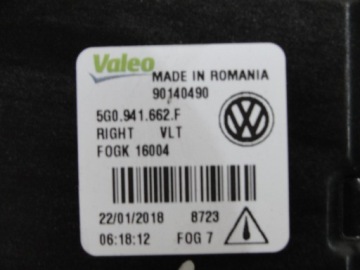 Valeo
MADE IN ROMANIA
90140490
5G0.941.662.F
RIGHT VLT
FOGK 16004
22/01/2018 8723
06:18:12 FOG 7